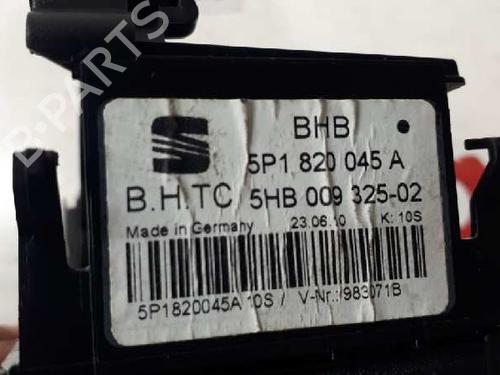 BHB
5P1 820 045 A
B.H.TC 5HB 009 325-02
Made in Germany 23.06.10 K: 10S
5P1820045A 10S / V-Nr.: 983071B
B-PARTS